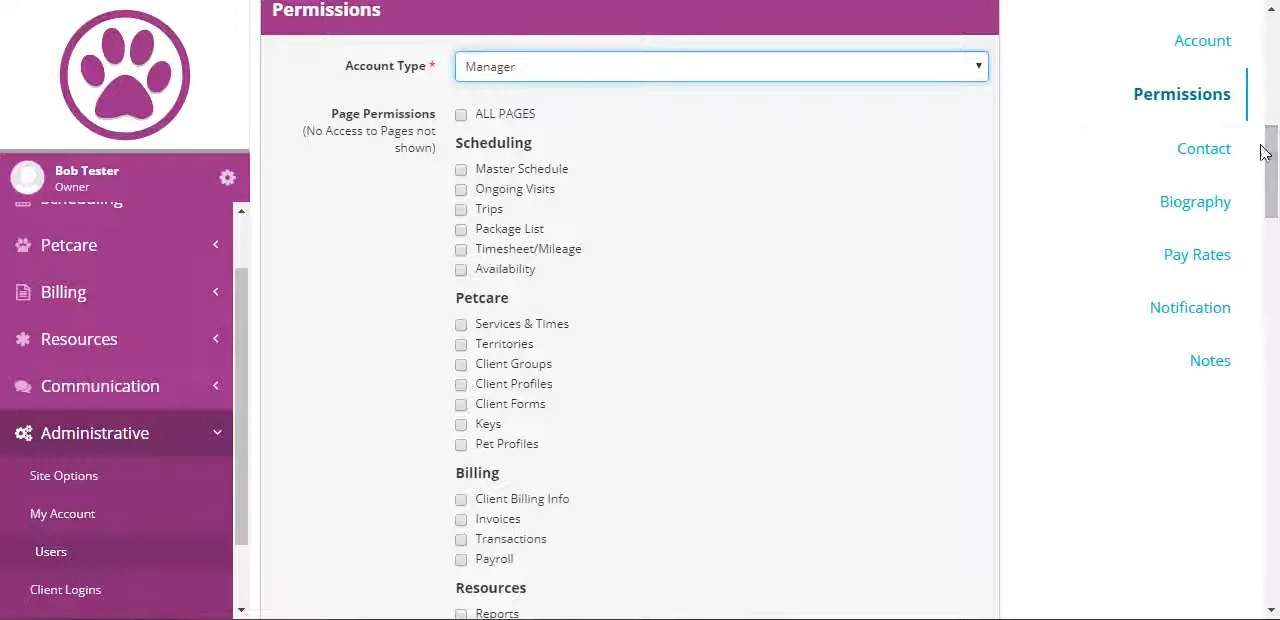 Bob Tester
Owner
Scheduling
Petcare
Billing
Resources
Communication
Administrative
Site Options
My Account
Users
Client Logins
Permissions
Account Type *
Manager
Page Permissions
(No Access to Pages not
shown)
ALL PAGES
Scheduling
Master Schedule
Ongoing Visits
Trips
Package List
Timesheet/Mileage
Availability
Petcare
Services & Times
Territories
Client Groups
Client Profiles
Client Forms
Keys
Pet Profiles
Billing
Client Billing Info
Invoices
Transactions
Payroll
Resources
Reports
Account
Permissions
Contact
Biography
Pay Rates
Notification
Notes